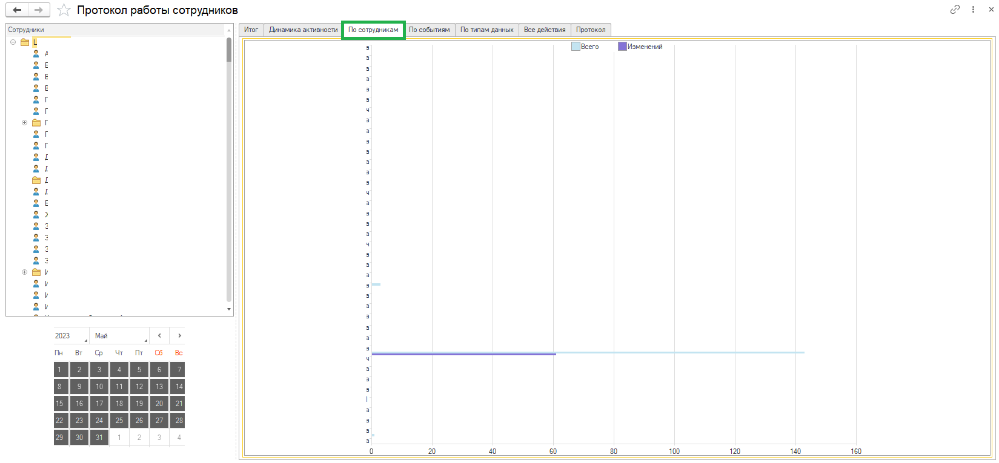 Протокол работы сотрудников
Сотрудники
L
А
Е
В
В
Г
Г
Г
Г
Г
Д
Д
Д
Д
Е
Ж
З
З
З
З
И
И
И
И
2023 Май
Пн Вт Ср Чт Пт Сб Вс
1 2 3 4 5 6 7
8 9 10 11 12 13 14
15 16 17 18 19 20 21
22 23 24 25 26 27 28
29 30 31 1 2 3 4
Итог Динамика активности По сотрудникам По событиям По типам данных Все действия Протокол
Всего Изменений
а
а
а
а
а
а
ч
а
а
а
а
а
а
а
ч
а
а
а
а
ч
а
а
а
а
а
а
а
а
а
а
ч
а
а
а
а
а
а
а
0 20 40 60 80 100 120 140 160